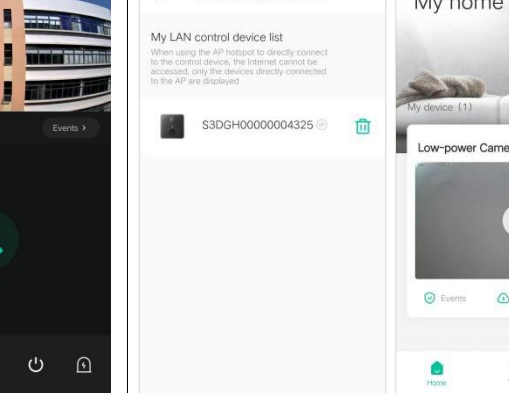 Events >
My LAN control device list
When using the AP hotspot to directly connect
to the control device, the Internet cannot be
accessed, only the devices directly connected
to the AP are displayed
S3DGH00000004325
My home
My device (1)
Low-power Came
Events
Home